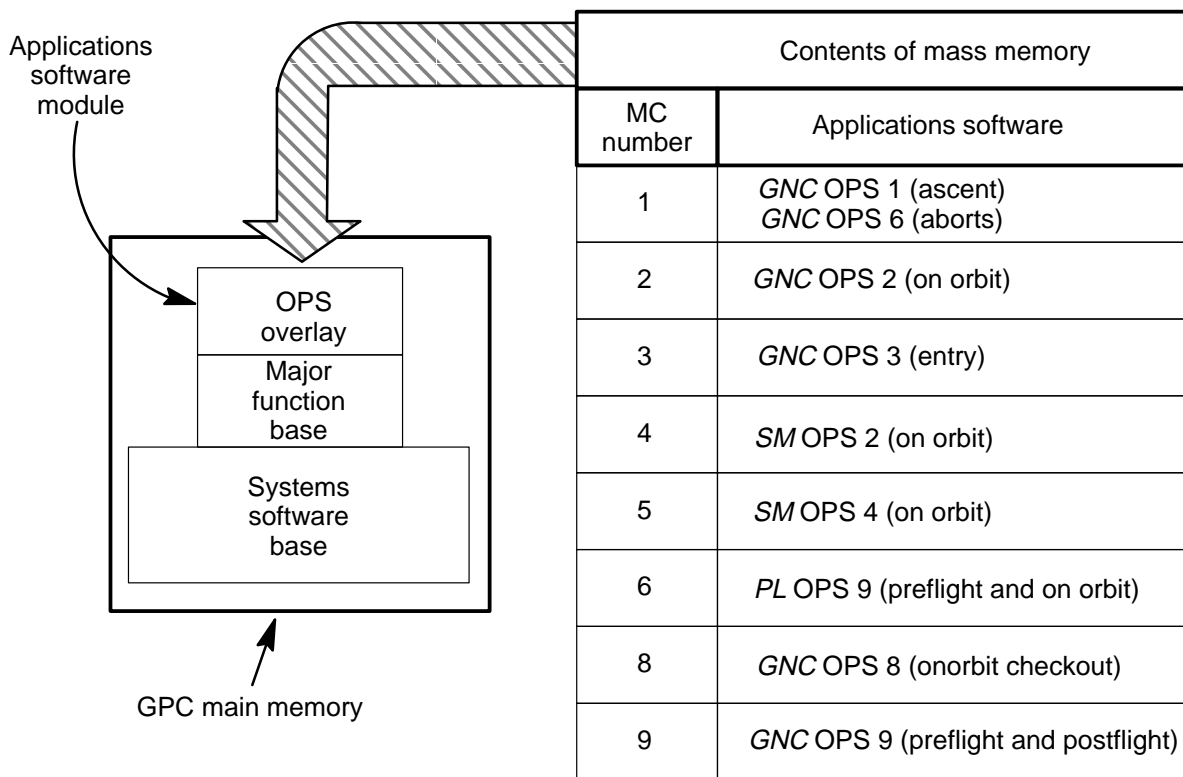 Applications
software
module
OPS
overlay
Major
function
base
Systems
software
base
GPC main memory
Contents of mass memory
MC
number
Applications software
1
GNC OPS 1 (ascent)
GNC OPS 6 (aborts)
2
GNC OPS 2 (on orbit)
3
GNC OPS 3 (entry)
4
SM OPS 2 (on orbit)
5
SM OPS 4 (on orbit)
6
PL OPS 9 (preflight and on orbit)
8
GNC OPS 8 (onorbit checkout)
9
GNC OPS 9 (preflight and postflight)